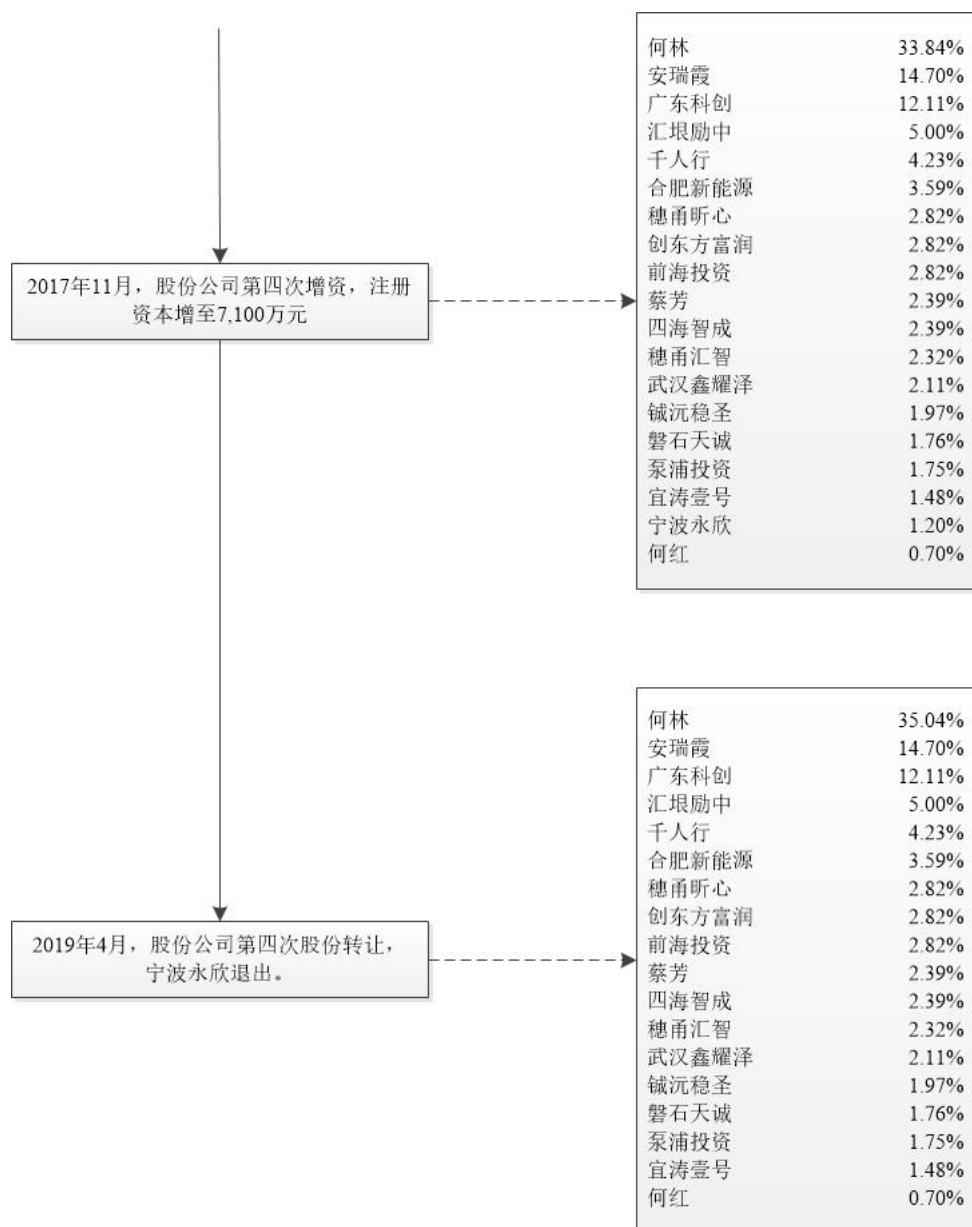 何林 33.84%
安瑞霞 14.70%
广东科创 12.11%
汇垠励中 5.00%
千人行 4.23%
合肥新能源 3.59%
穗甬昕心 2.82%
创东方富润 2.82%
前海投资 2.82%
蔡芳 2.39%
四海智成 2.39%
穗甬汇智 2.32%
武汉鑫耀泽 2.11%
铖沅稳圣 1.97%
磐石天诚 1.76%
泵浦投资 1.75%
宜涛壹号 1.48%
宁波永欣 1.20%
何红 0.70%
2017年11月，股份公司第四次增资，注册
资本增至7,100万元
何林 35.04%
安瑞霞 14.70%
广东科创 12.11%
汇垠励中 5.00%
千人行 4.23%
合肥新能源 3.59%
穗甬昕心 2.82%
创东方富润 2.82%
前海投资 2.82%
蔡芳 2.39%
四海智成 2.39%
穗甬汇智 2.32%
武汉鑫耀泽 2.11%
铖沅稳圣 1.97%
磐石天诚 1.76%
泵浦投资 1.75%
宜涛壹号 1.48%
何红 0.70%
2019年4月，股份公司第四次股份转让，
宁波永欣退出。